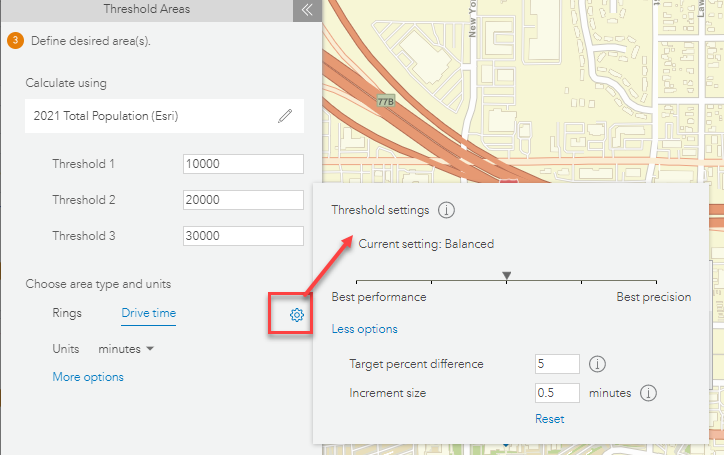 Threshold Areas
3 Define desired area(s).
Calculate using
2021 Total Population (Esri)
Threshold 1 10000
Threshold 2 20000
Threshold 3 30000
Choose area type and units
Rings Drive time
Units minutes
More options
Threshold settings
Current setting: Balanced
Best performance Best precision
Less options
Target percent difference 5
Increment size 0.5 minutes
Reset
New York
77B
Law